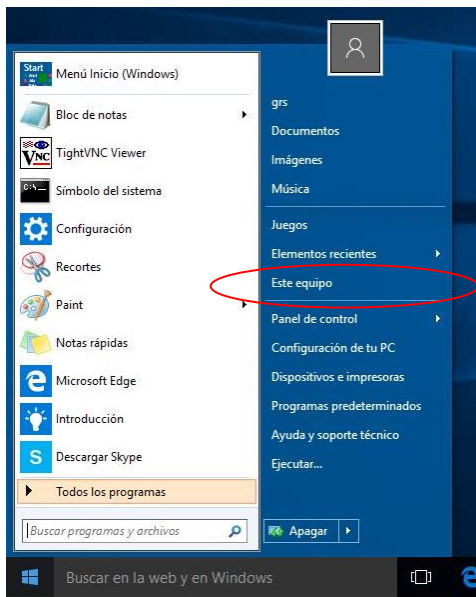 Start
Menú Inicio (Windows)
Bloc de notas
VNC
TightVNC Viewer
C:\
Símbolo del sistema
Configuración
Recortes
Paint
Notas rápidas
Microsoft Edge
Introducción
S
Descargar Skype
Todos los programas
Buscar programas y archivos
grs
Documentos
Imágenes
Música
Juegos
Elementos recientes
Este equipo
Panel de control
Configuración de tu PC
Dispositivos e impresoras
Programas predeterminados
Ayuda y soporte técnico
Ejecutar...
Apagar
Buscar en la web y en Windows